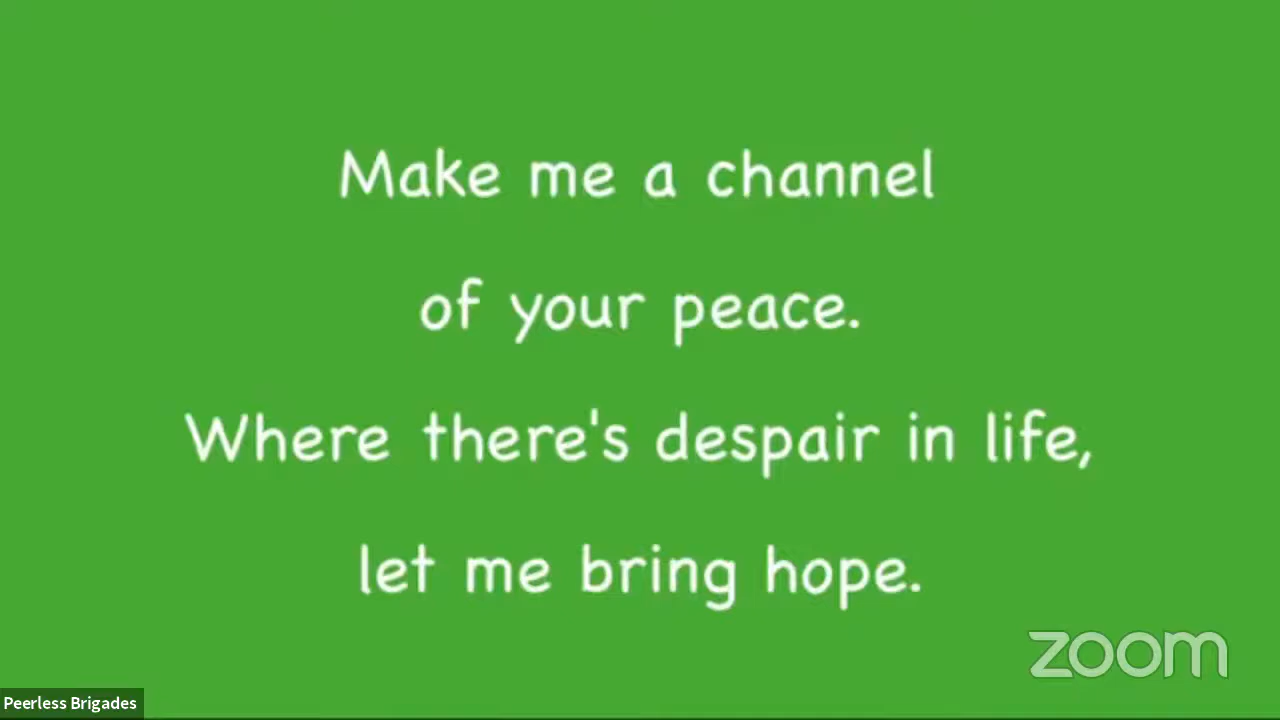 Make me a channel
of your peace.
Where there's despair in life,
let me bring hope.
zoom
Peerless Brigades